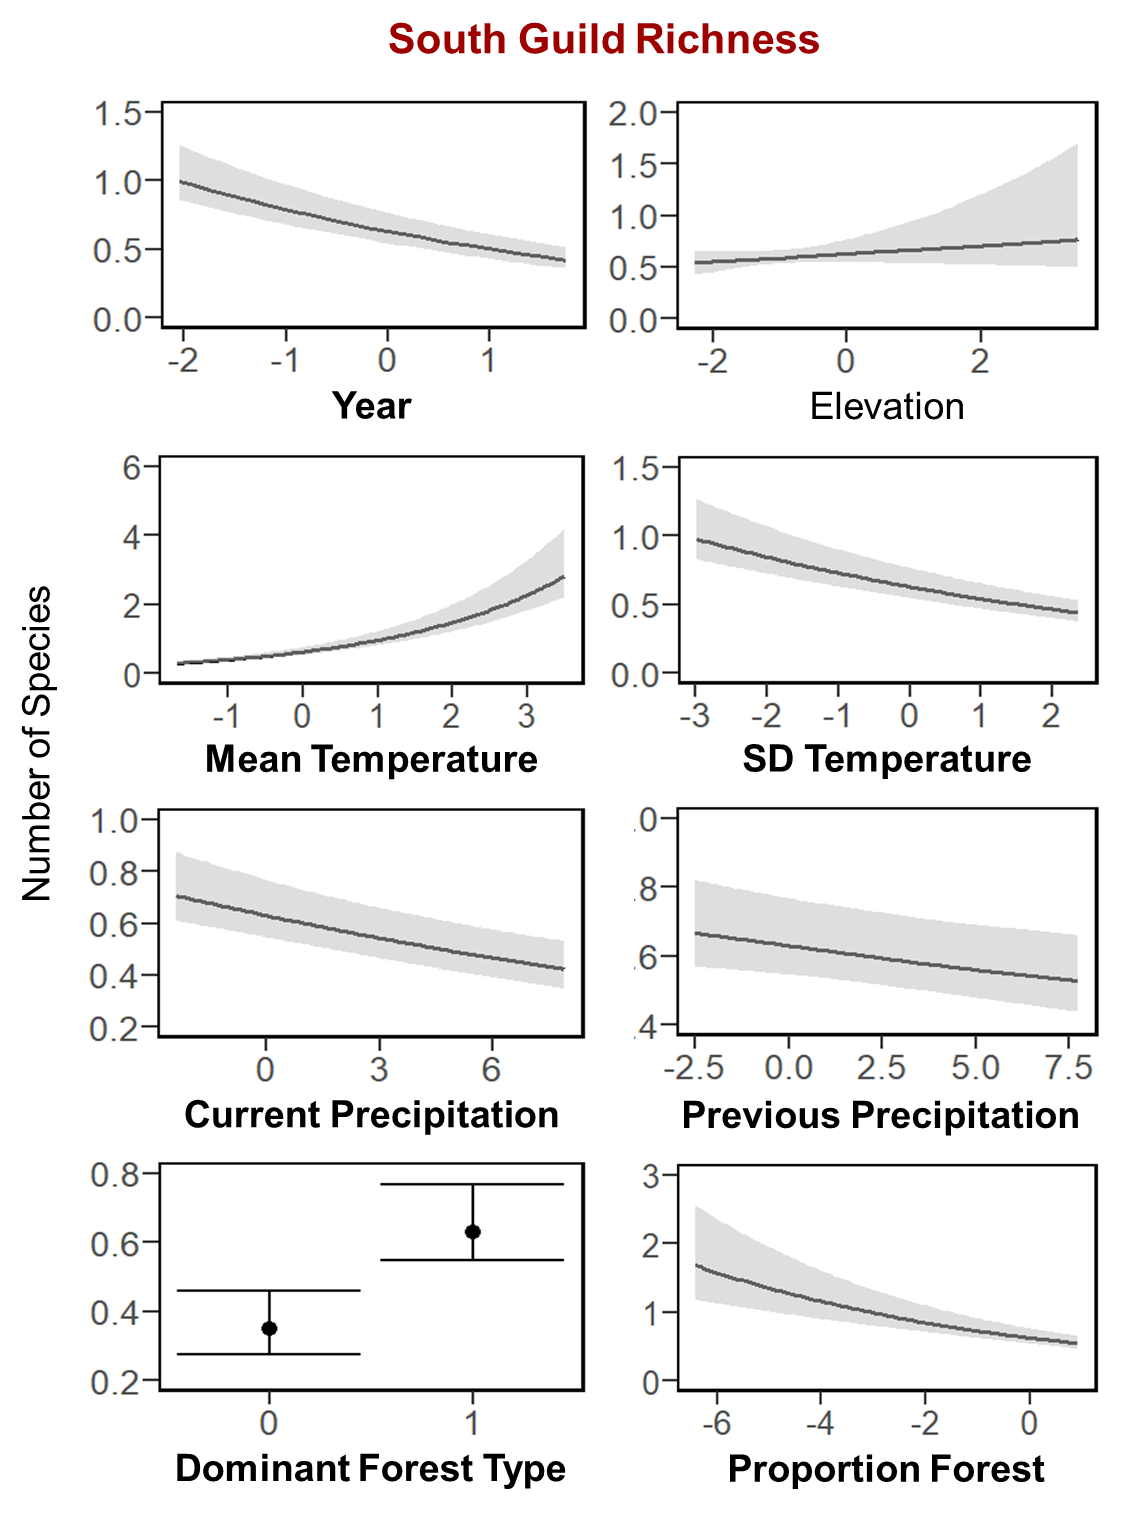 South Guild Richness
Number of Species
1.5
1.0
0.5
0.0
-2 -1 0 1
Year
2.0
1.5
1.0
0.5
0.0
-2 0 2
Elevation
6
4
2
0
-1 0 1 2 3
Mean Temperature
1.5
1.0
0.5
0.0
-3 -2 -1 0 1 2
SD Temperature
1.0
0.8
0.6
0.4
0.2
0 3 6
Current Precipitation
.0
.8
.6
.4
-2.5 0.0 2.5 5.0 7.5
Previous Precipitation
0.8
0.6
0.4
0.2
0 1
Dominant Forest Type
3
2
1
0
-6 -4 -2 0
Proportion Forest